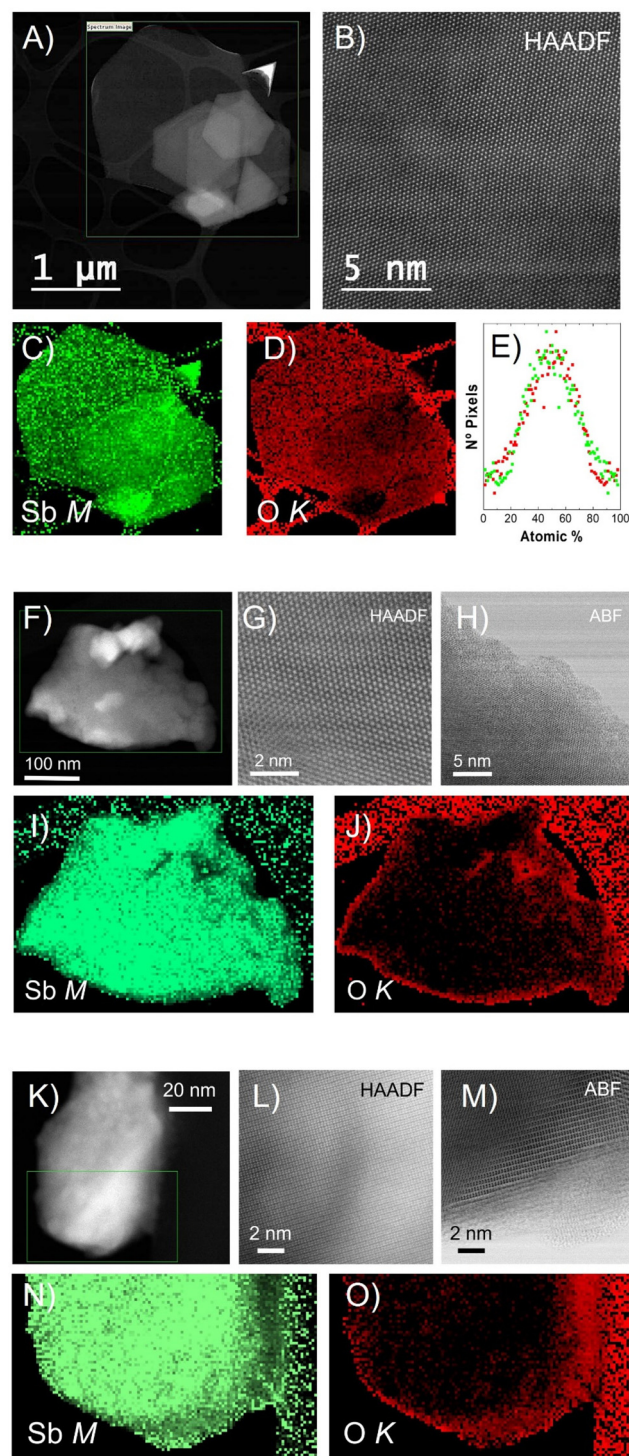 A)
Spectrum Image
1 µm
B)
HAADF
5 nm
C)
Sb M
D)
O K
E)
Nº Pixels
0 20 40 60 80 100
Atomic %
F)
100 nm
G)
HAADF
2 nm
H)
ABF
5 nm
I)
Sb M
J)
O K
K)
20 nm
L)
HAADF
2 nm
M)
ABF
2 nm
N)
Sb M
O)
O K